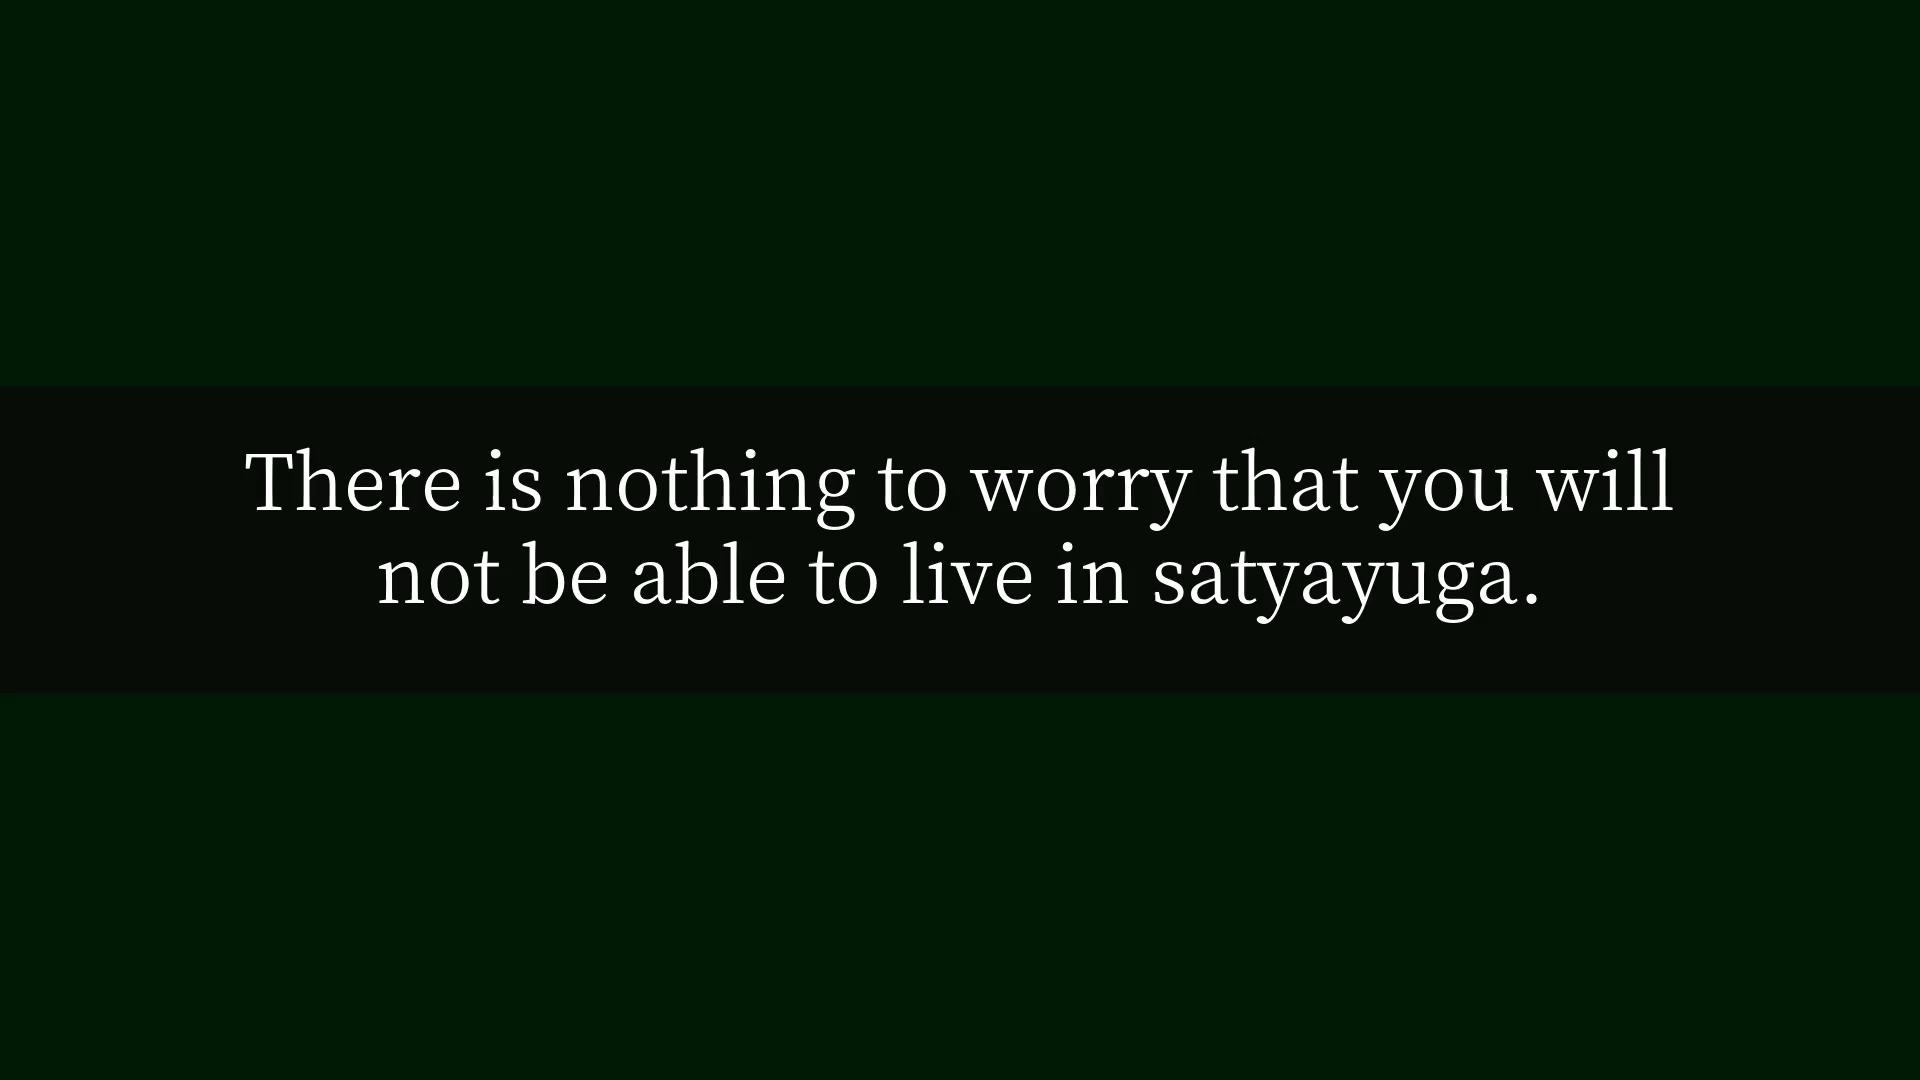 There is nothing to worry that you will
not be able to live in satyayuga.